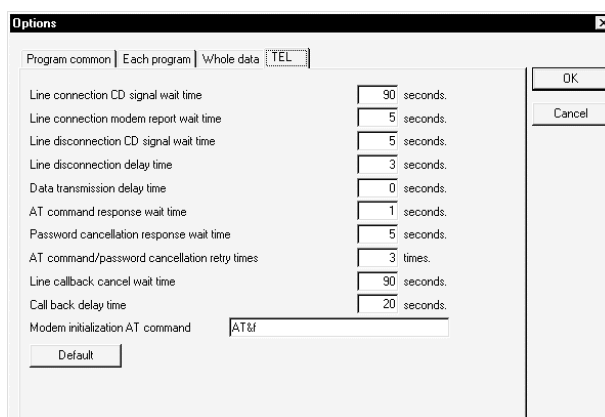 Options
Program common Each program Whole data TEL
OK
Cancel
Line connection CD signal wait time 90 seconds.
Line connection modem report wait time 5 seconds.
Line disconnection CD signal wait time 5 seconds.
Line disconnection delay time 3 seconds.
Data transmission delay time 0 seconds.
AT command response wait time 1 seconds.
Password cancellation response wait time 5 seconds.
AT command/password cancellation retry times 3 times.
Line callback cancel wait time 90 seconds.
Call back delay time 20 seconds.
Modem initialization AT command AT&f
Default